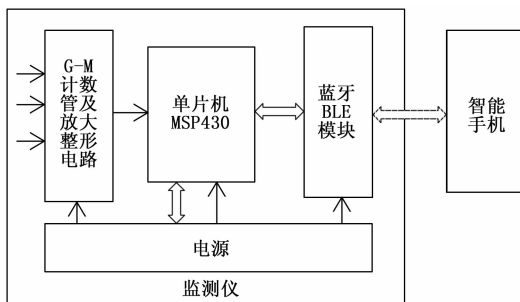 G-M
计数
管及
放大
整形
电路
单片机
MSP430
蓝牙
BLE
模块
智能
手机
电源
监测仪